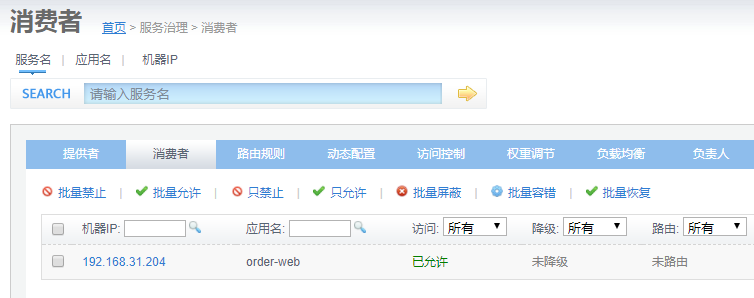 消费者 首页 > 服务治理 > 消费者
服务名 | 应用名 | 机器IP
SEARCH 请输入服务名
提供者 消费者 路由规则 动态配置 访问控制 权重调节 负载均衡 负责人
批量禁止 | 批量允许 | 只禁止 | 只允许 | 批量屏蔽 | 批量容错 | 批量恢复
机器IP: 应用名: 访问: 所有 降级: 所有 路由: 所有
192.168.31.204 order-web 已允许 未降级 未路由